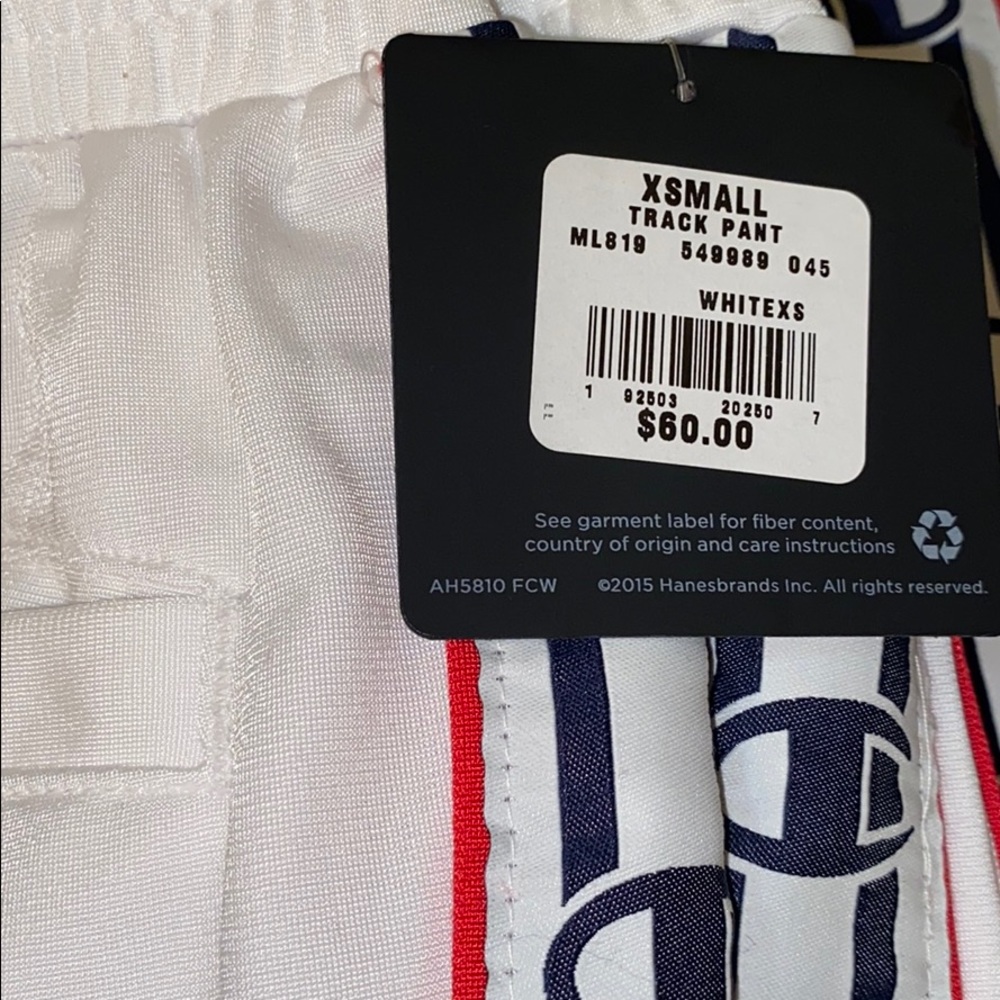 XSMALL
TRACK PANT
ML819 549989 045
WHITEXS
1 92503 20250 7
$60.00
See garment label for fiber content,
country of origin and care instructions
AH5810 FCW ©2015 Hanesbrands Inc. All rights reserved.